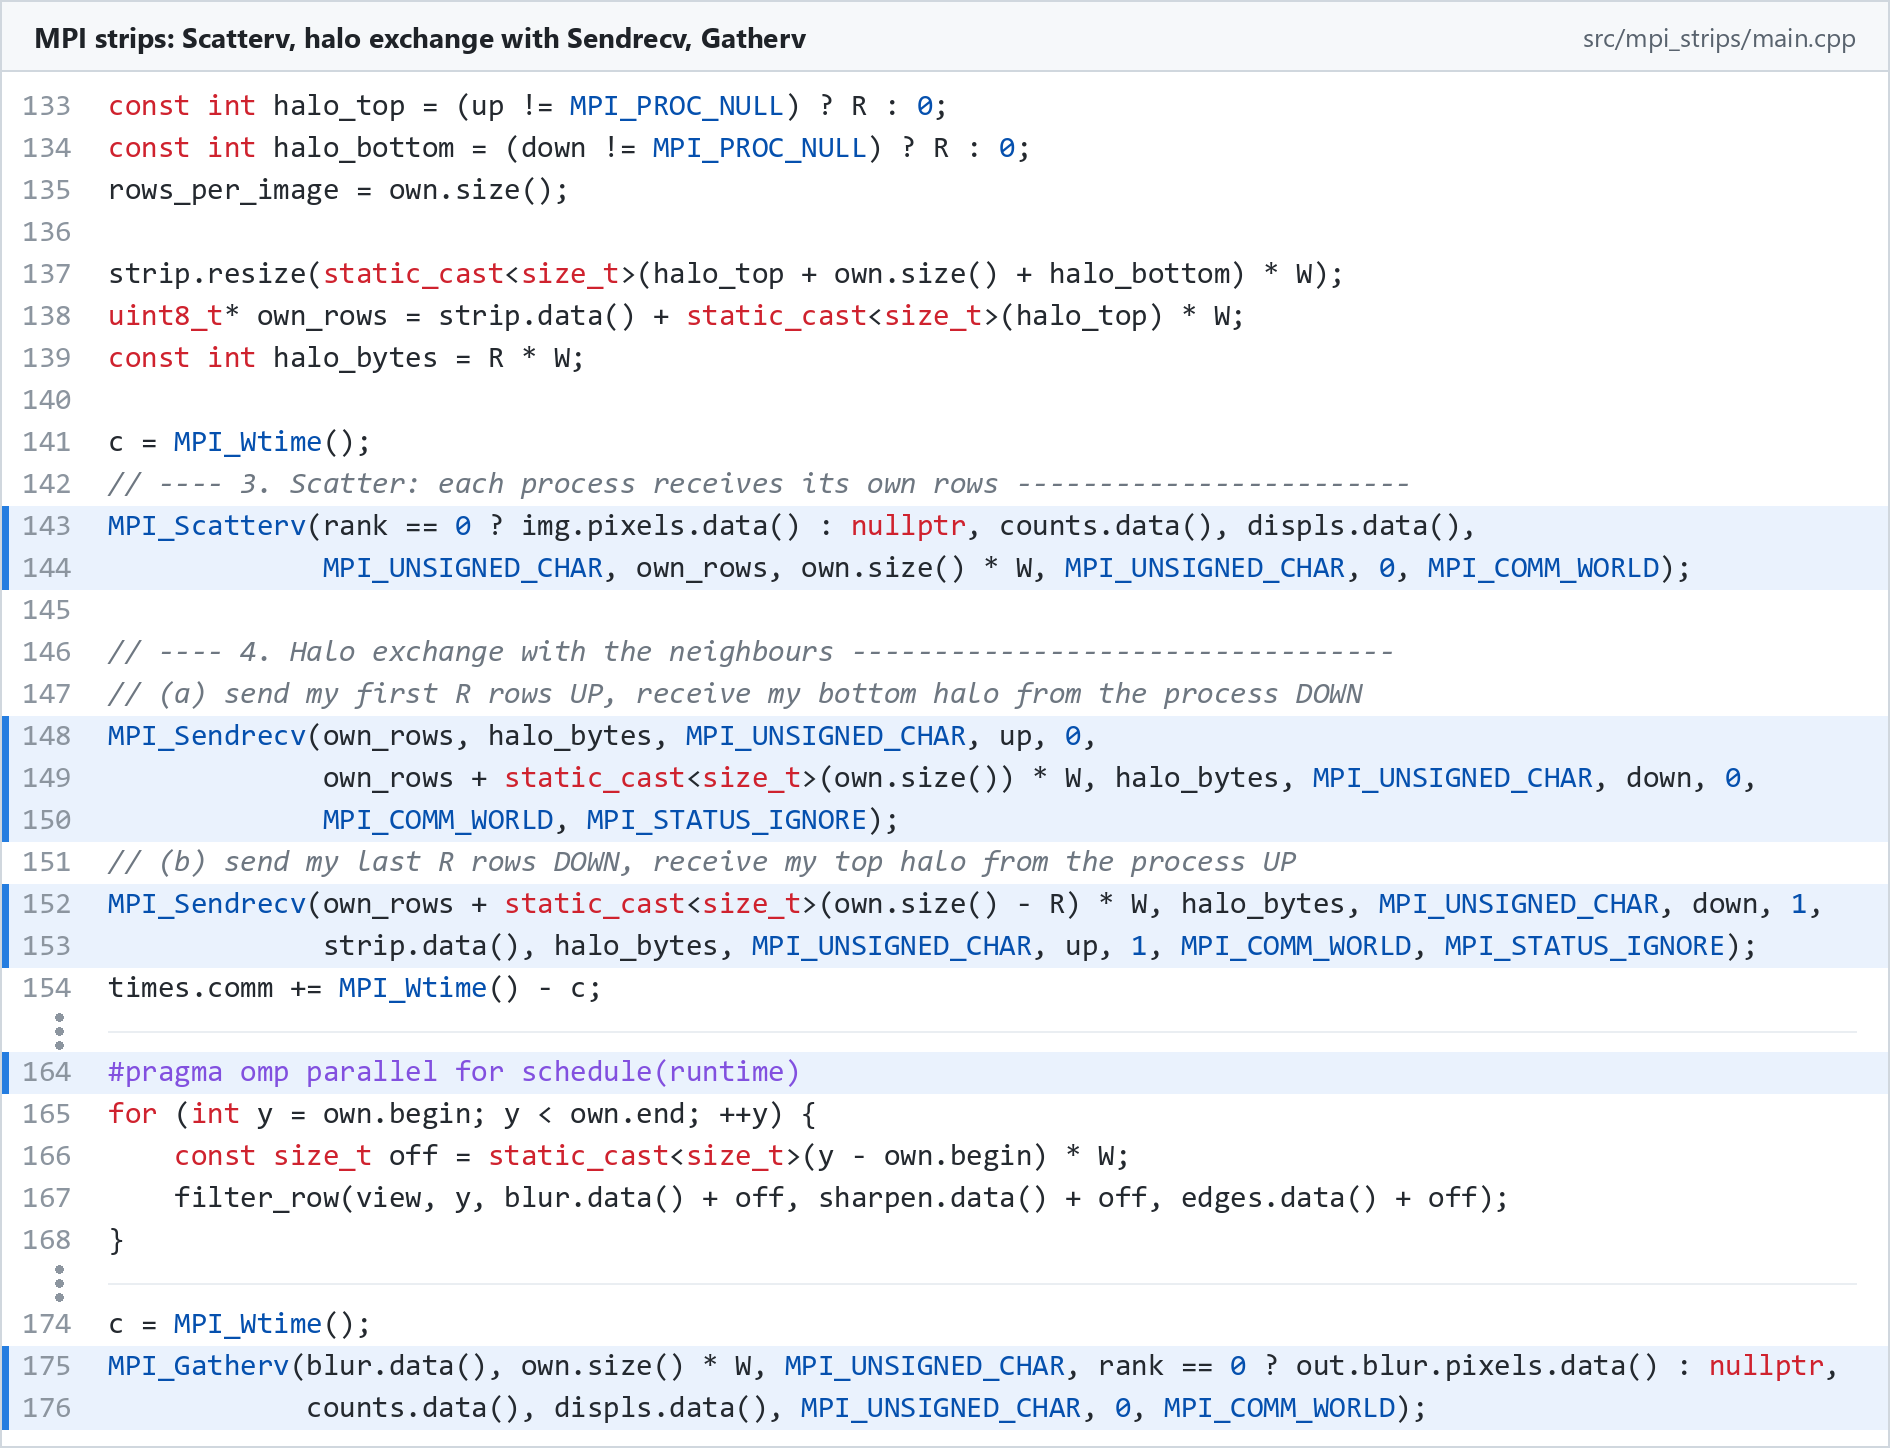 MPI strips: Scatterv, halo exchange with Sendrecv, Gatherv
src/mpi_strips/main.cpp
133 const int halo_top = (up != MPI_PROC_NULL) ? R : 0;
134 const int halo_bottom = (down != MPI_PROC_NULL) ? R : 0;
135 rows_per_image = own.size();
136
137 strip.resize(static_cast<size_t>(halo_top + own.size() + halo_bottom) * W);
138 uint8_t* own_rows = strip.data() + static_cast<size_t>(halo_top) * W;
139 const int halo_bytes = R * W;
140
141 c = MPI_Wtime();
142 // ---- 3. Scatter: each process receives its own rows ------------------------
143 MPI_Scatterv(rank == 0 ? img.pixels.data() : nullptr, counts.data(), displs.data(),
144              MPI_UNSIGNED_CHAR, own_rows, own.size() * W, MPI_UNSIGNED_CHAR, 0, MPI_COMM_WORLD);
145
146 // ---- 4. Halo exchange with the neighbours ---------------------------------
147 // (a) send my first R rows UP, receive my bottom halo from the process DOWN
148 MPI_Sendrecv(own_rows, halo_bytes, MPI_UNSIGNED_CHAR, up, 0,
149              own_rows + static_cast<size_t>(own.size()) * W, halo_bytes, MPI_UNSIGNED_CHAR, down, 0,
150              MPI_COMM_WORLD, MPI_STATUS_IGNORE);
151 // (b) send my last R rows DOWN, receive my top halo from the process UP
152 MPI_Sendrecv(own_rows + static_cast<size_t>(own.size() - R) * W, halo_bytes, MPI_UNSIGNED_CHAR, down, 1,
153              strip.data(), halo_bytes, MPI_UNSIGNED_CHAR, up, 1, MPI_COMM_WORLD, MPI_STATUS_IGNORE);
154 times.comm += MPI_Wtime() - c;
164 #pragma omp parallel for schedule(runtime)
165 for (int y = own.begin; y < own.end; ++y) {
166     const size_t off = static_cast<size_t>(y - own.begin) * W;
167     filter_row(view, y, blur.data() + off, sharpen.data() + off, edges.data() + off);
168 }
174 c = MPI_Wtime();
175 MPI_Gatherv(blur.data(), own.size() * W, MPI_UNSIGNED_CHAR, rank == 0 ? out.blur.pixels.data() : nullptr,
176             counts.data(), displs.data(), MPI_UNSIGNED_CHAR, 0, MPI_COMM_WORLD);